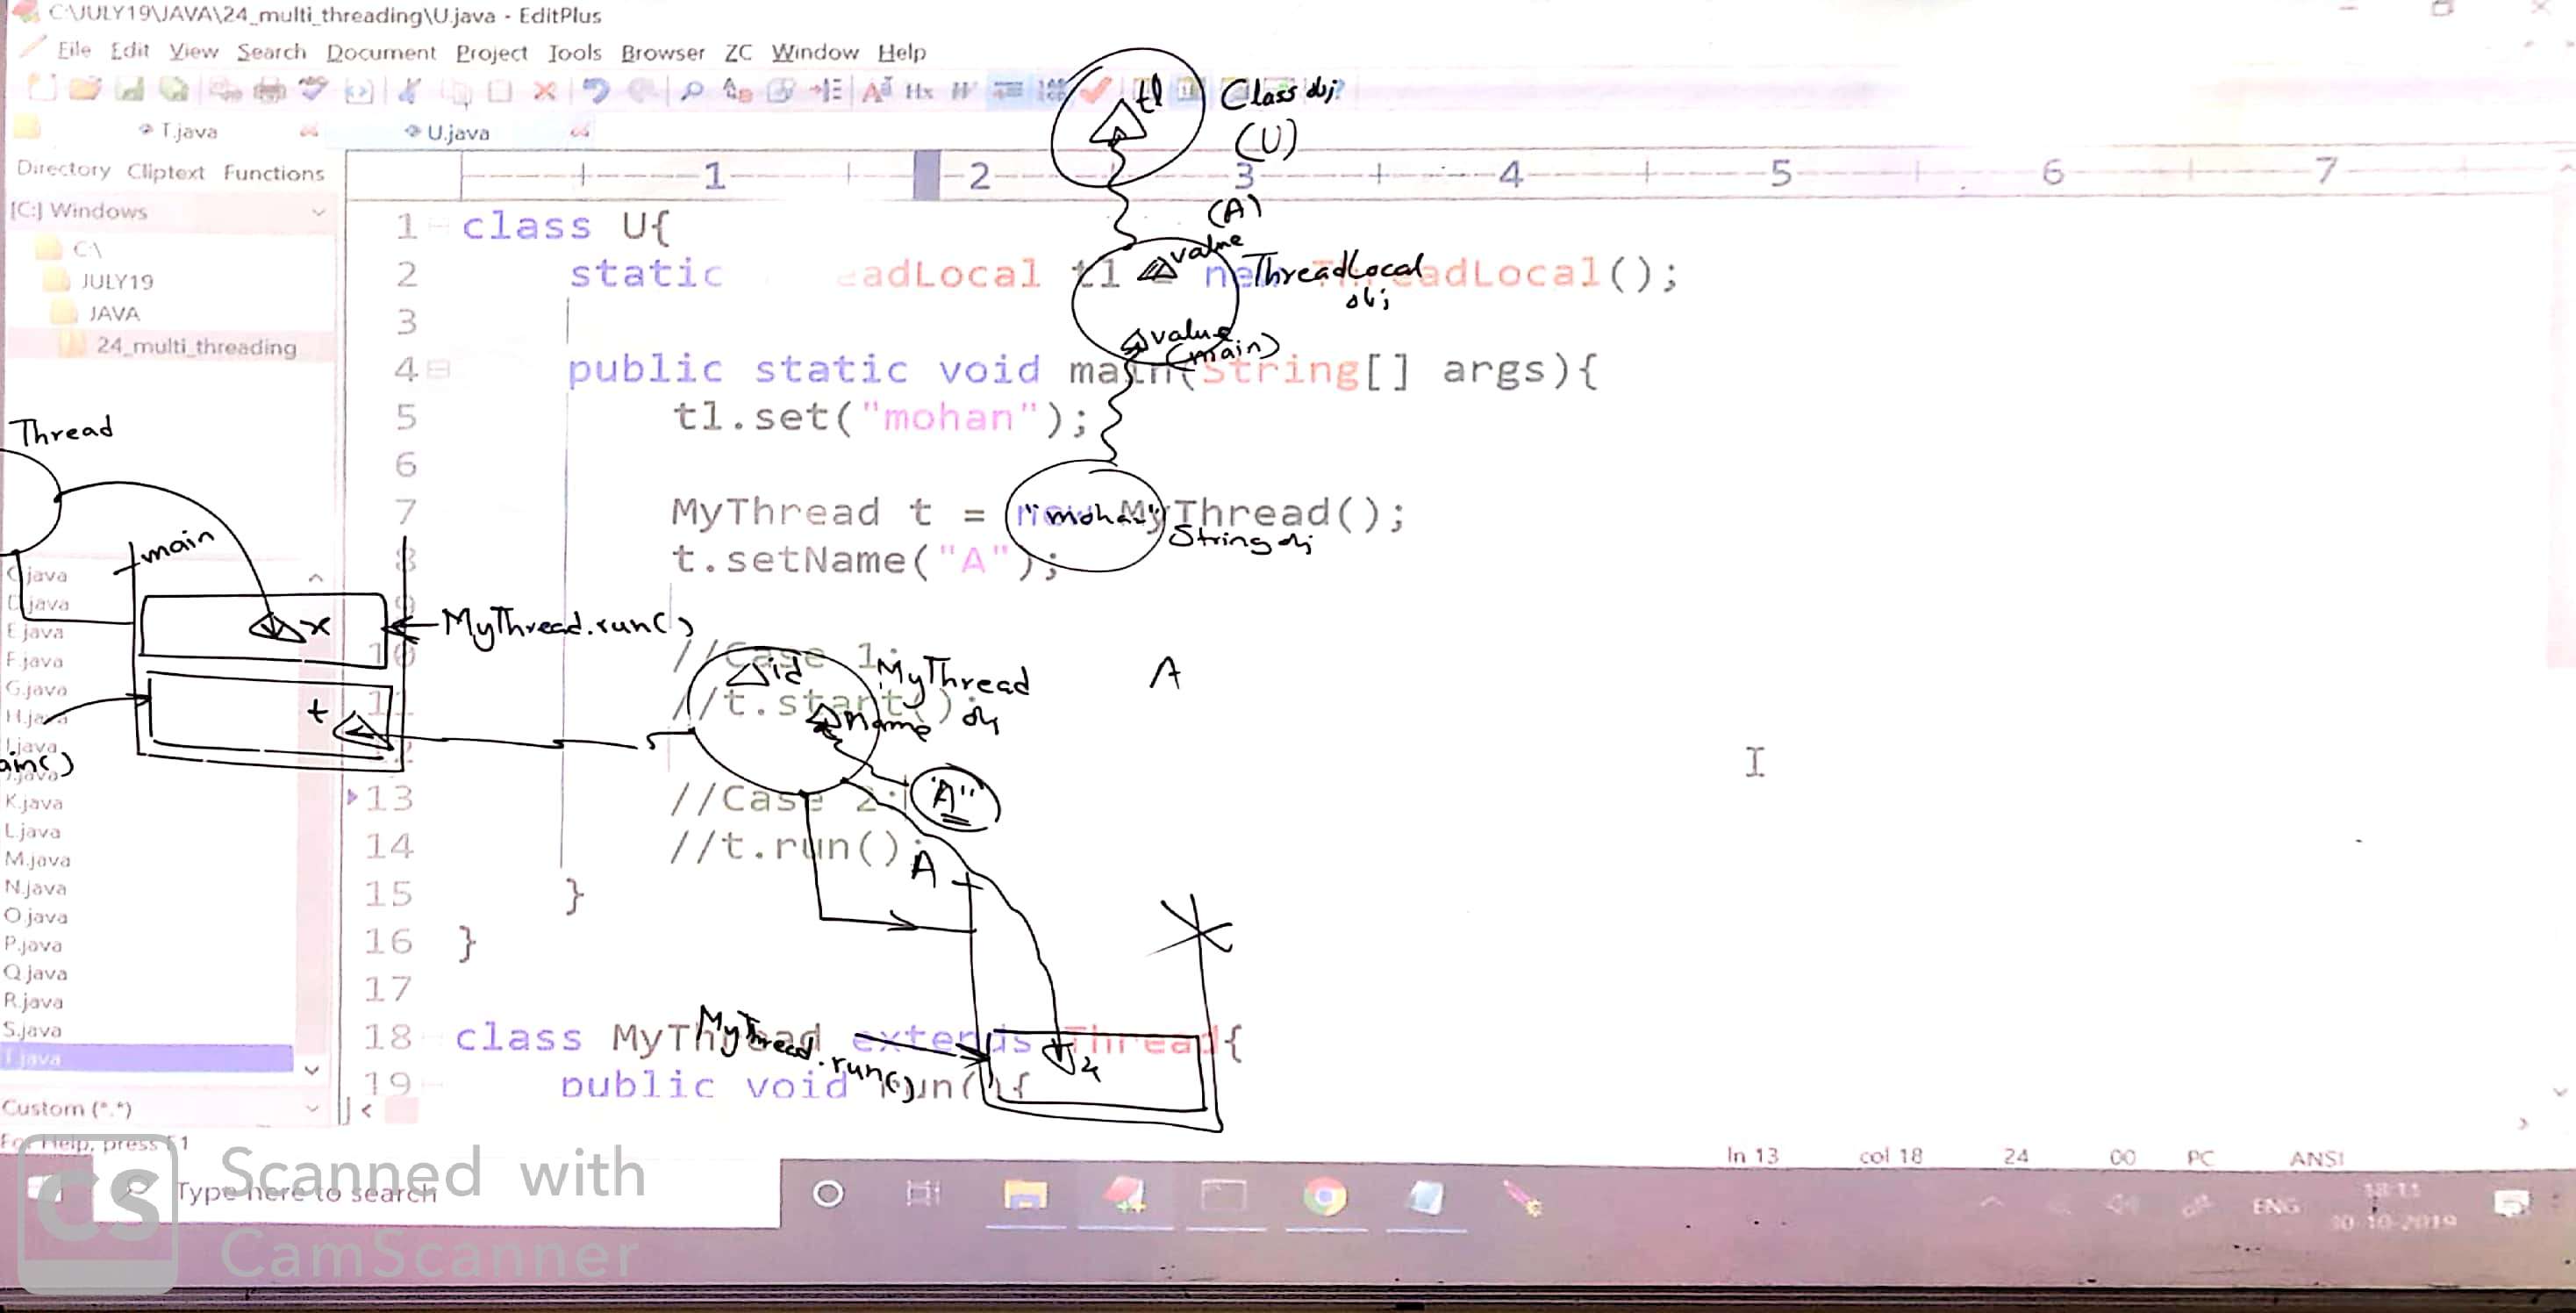 C:\JULY19\JAVA\24_multi_threading\U.java - EditPlus
File Edit View Search Document Project Tools Browser ZC Window Help
tl Class obj
(U)
T.java U.java
Directory Cliptext Functions
1 2 3 4 5 6 7
[C:] Windows
C:\
JULY19
JAVA
24_multi_threading
(A)
value
ThreadLocal
obj
value
(main)
1 class U{
2 static eadLocal tl = new ThreadLocal();
3
4 public static void main(String[] args){
5 tl.set("mohan");
6
7 MyThread t = new MyThread();
8 t.setName("A");
9
10 //Case 1:
11 //t.start();
13 //Case 2:
14 //t.run();
15 }
16 }
17
18 class MyThread extends Thread{
19 public void run(){
"mohan"
String obj
Thread
main
x
MyThread.run()
t
id
MyThread
obj
name
A
"A"
A
MyThread.run()
C.java
D.java
E.java
F.java
G.java
H.java
I.java
J.java
K.java
L.java
M.java
N.java
O.java
P.java
Q.java
R.java
S.java
T.java
Custom (*.*)
For Help, press F1
ln 13 col 18 24 00 PC ANSI
Type here to search
ENG
18:11
30-10-2019
CS
Scanned with
CamScanner